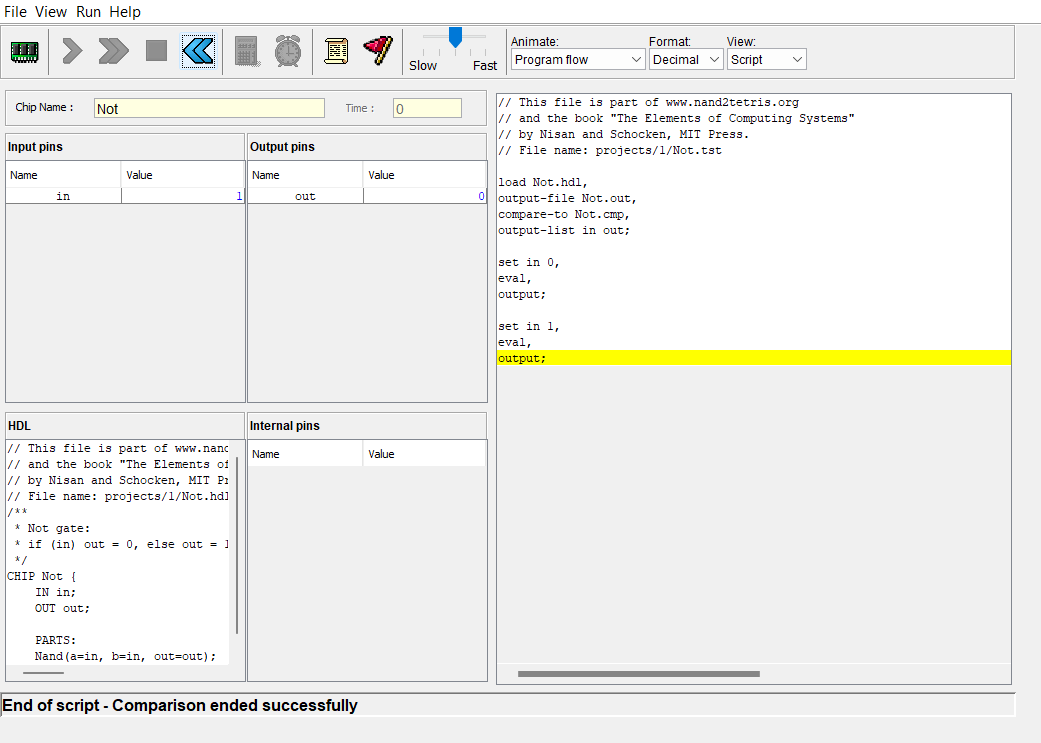 File View Run Help
Slow Fast
Animate: Format: View:
Program flow Decimal Script
Chip Name : Not Time : 0
Input pins Output pins
Name Value Name Value
in 1 out 0
// This file is part of www.nand2tetris.org
// and the book "The Elements of Computing Systems"
// by Nisan and Schocken, MIT Press.
// File name: projects/1/Not.tst
load Not.hdl,
output-file Not.out,
compare-to Not.cmp,
output-list in out;
set in 0,
eval,
output;
set in 1,
eval,
output;
HDL Internal pins
Name Value
// This file is part of www.nand
// and the book "The Elements of
// by Nisan and Schocken, MIT Pr
// File name: projects/1/Not.hdl
/**
* Not gate:
* if (in) out = 0, else out = 1
*/
CHIP Not {
IN in;
OUT out;
PARTS:
Nand(a=in, b=in, out=out);
End of script - Comparison ended successfully